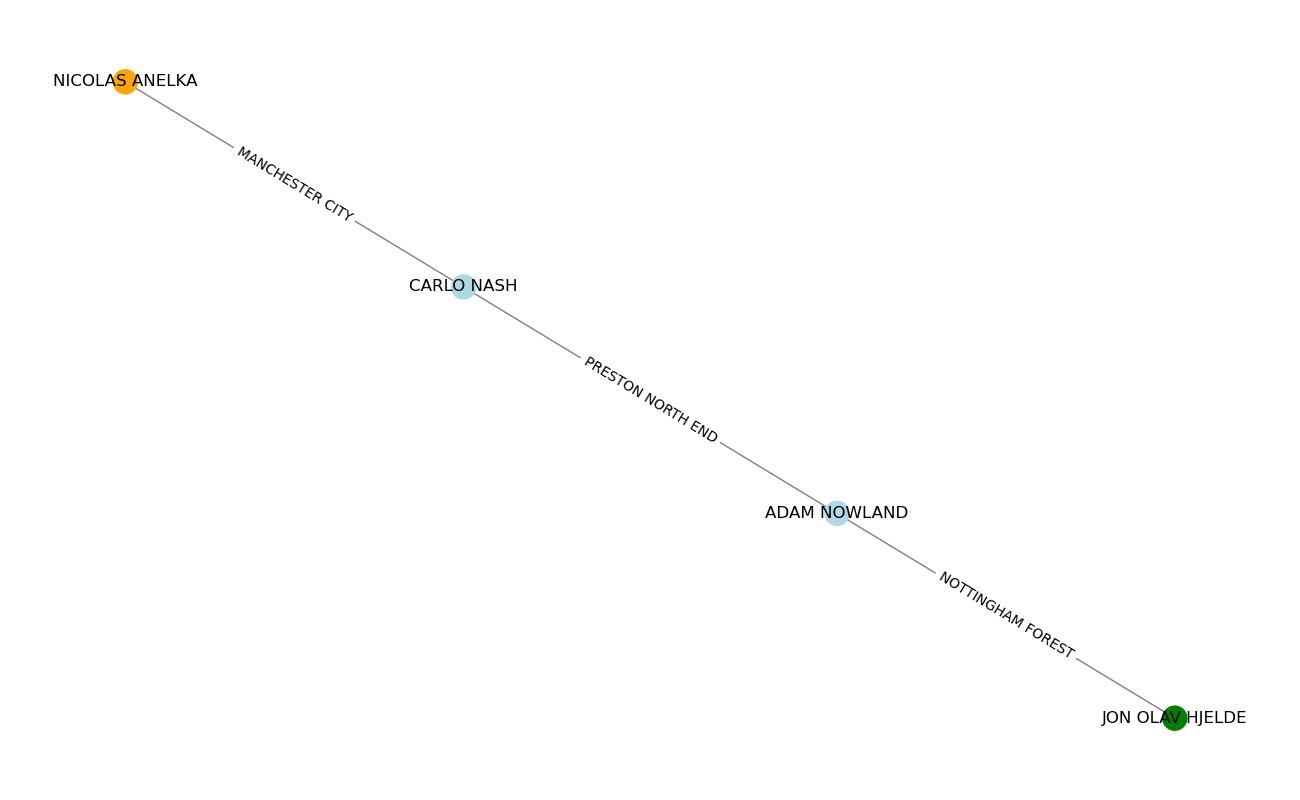 NICOLAS ANELKA
MANCHESTER CITY
CARLO NASH
PRESTON NORTH END
ADAM NOWLAND
NOTTINGHAM FOREST
JON OLAV HJELDE